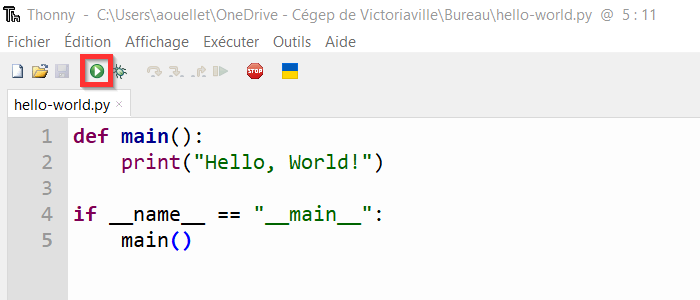 Th Thonny - C:\Users\aouellet\OneDrive - Cégep de Victoriaville\Bureau\hello-world.py @ 5 : 11
Fichier Édition Affichage Exécuter Outils Aide
STOP
hello-world.py ×
1 def main():
2     print("Hello, World!")
3
4 if __name__ == "__main__":
5     main()